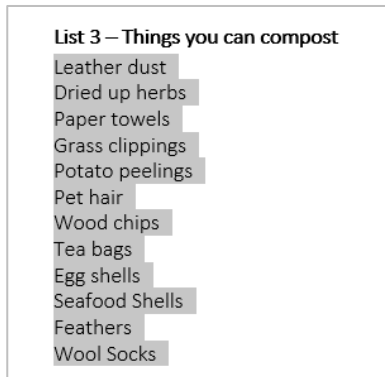 List 3 – Things you can compost
Leather dust
Dried up herbs
Paper towels
Grass clippings
Potato peelings
Pet hair
Wood chips
Tea bags
Egg shells
Seafood Shells
Feathers
Wool Socks